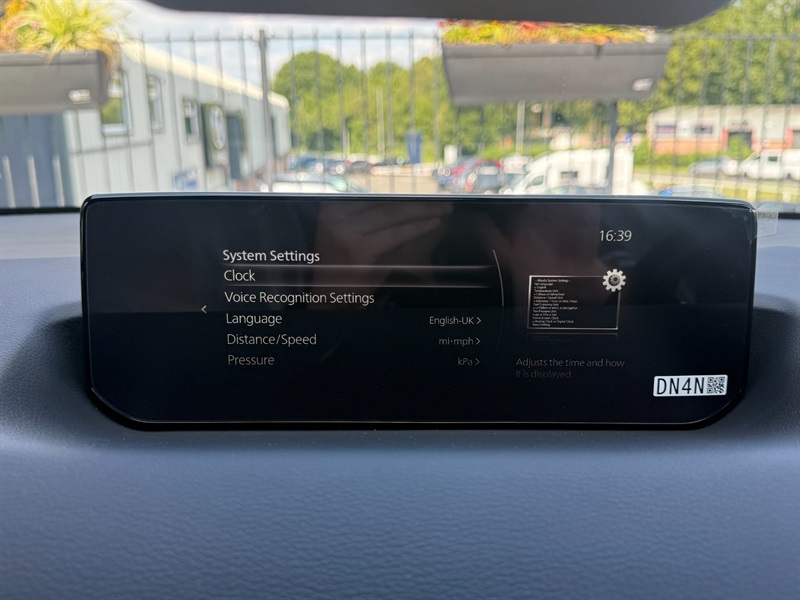 16:39
System Settings
Clock
Voice Recognition Settings
Language English-UK >
Distance/Speed mi·mph >
Pressure kPa >
Adjusts the time and how
it is displayed.
DN4N